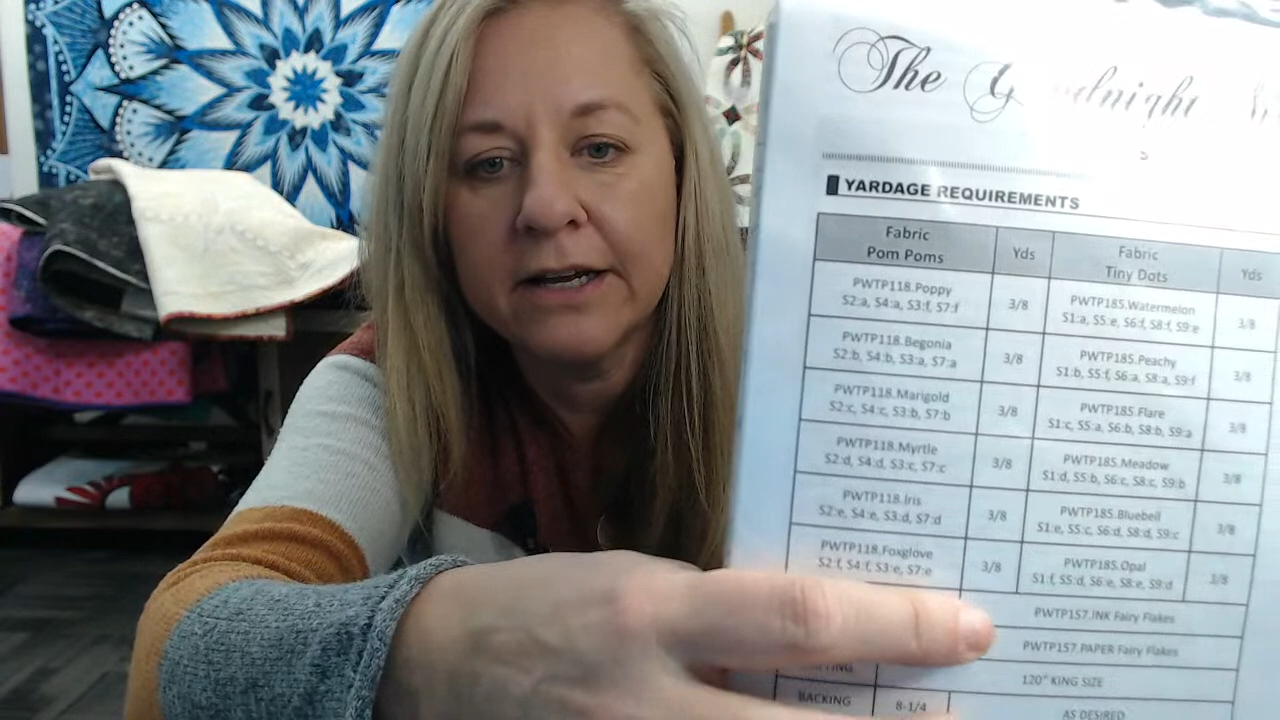 The G dnight
s
YARDAGE REQUIREMENTS
Fabric
Pom Poms
Yds
Fabric
Tiny Dots
Yds
PWTP118.Poppy
S2:a, S4:a, S3:f, S7:f
3/8
PWTP185.Watermelon
S1:a, S5:e, S6:f, S8:f, S9:e
3/8
PWTP118.Begonia
S2:b, S4:b, S3:a, S7:a
3/8
PWTP185.Peachy
S1:b, S5:f, S6:a, S8:a, S9:f
3/8
PWTP118.Marigold
S2:c, S4:c, S3:b, S7:b
3/8
PWTP185.Flare
S1:c, S5:a, S6:b, S8:b, S9:a
3/8
PWTP118.Myrtle
S2:d, S4:d, S3:c, S7:c
3/8
PWTP185.Meadow
S1:d, S5:b, S6:c, S8:c, S9:b
3/8
PWTP118.Iris
S2:e, S4:e, S3:d, S7:d
3/8
PWTP185.Bluebell
S1:e, S5:c, S6:d, S8:d, S9:c
3/8
PWTP118.Foxglove
S2:f, S4:f, S3:e, S7:e
3/8
PWTP185.Opal
S1:f, S5:d, S6:e, S8:e, S9:d
3/8
PWTP157.INK Fairy Flakes
PWTP157.PAPER Fairy Flakes
120" KING SIZE
BACKING
8-1/4
AS DESIRED